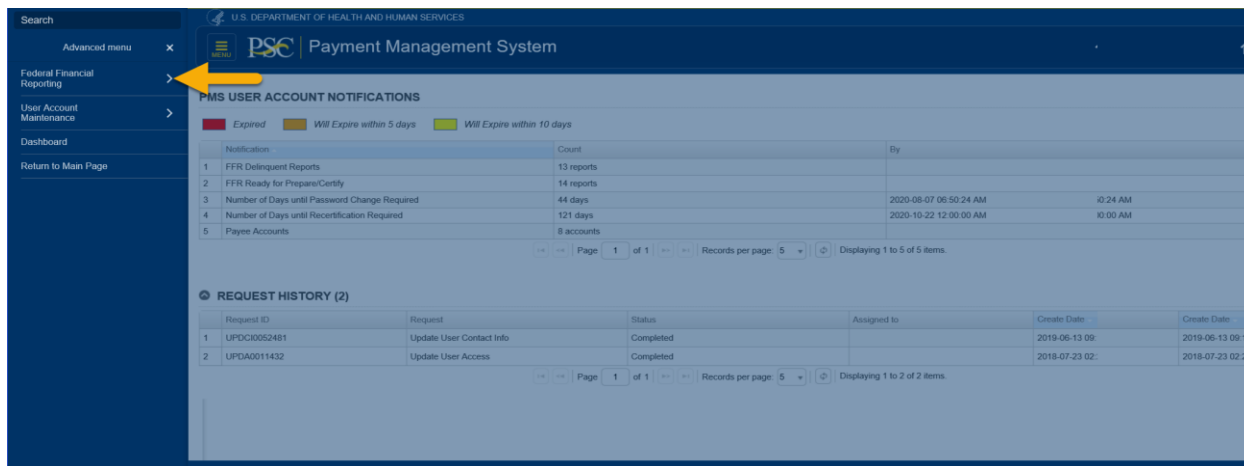 Search
U.S. DEPARTMENT OF HEALTH AND HUMAN SERVICES
Advanced menu ×
MENU PSC Payment Management System
Federal Financial
Reporting
User Account
Maintenance
Dashboard
Return to Main Page
PMS USER ACCOUNT NOTIFICATIONS
Expired Will Expire within 5 days Will Expire within 10 days
Notification Count By
1 FFR Delinquent Reports 13 reports
2 FFR Ready for Prepare/Certify 14 reports
3 Number of Days until Password Change Required 44 days 2020-08-07 06:50:24 AM 0:24 AM
4 Number of Days until Recertification Required 121 days 2020-10-22 12:00:00 AM 0:00 AM
5 Payee Accounts 8 accounts
Page 1 of 1 Records per page: 5 Displaying 1 to 5 of 5 items.
REQUEST HISTORY (2)
Request ID Request Status Assigned to Create Date Create Date
1 UPDCI0052481 Update User Contact Info Completed 2019-06-13 09: 2019-06-13 09:
2 UPDA0011432 Update User Access Completed 2018-07-23 02: 2018-07-23 02:
Page 1 of 1 Records per page: 5 Displaying 1 to 2 of 2 items.